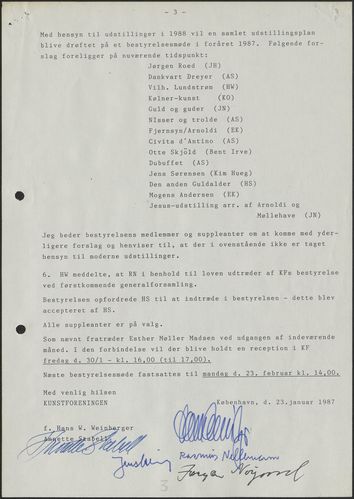 - 3 -
Med hensyn til udstillinger i 1988 vil en samlet udstillingsplan
blive drøftet på et bestyrelsesmøde i foråret 1987. Følgende for-
slag foreligger på nuværende tidspunkt:
Jørgen Roed (JH)
Dankvart Dreyer (AS)
Vilh. Lundstrøm (HW)
Kølner-kunst (KO)
Guld og guder (JN)
NIsser og trolde (AS)
Fjernsyn/Arnoldi (EK)
Civita d'Antino (AS)
Otte Skjöld (Bent Irve)
Dubuffet (AS)
Jens Sørensen (Kim Hueg)
Den anden Guldalder (HS)
Mogens Andersen (EK)
Jesus-udstilling arr. af Arnoldi og
Møllehave (JN)
Jeg beder bestyrelsens medlemmer og suppleanter om at komme med yder-
ligere forslag og henviser til, at der i ovenstående ikke er taget
hensyn til moderne udstillinger.
6. HW meddelte, at RN i henhold til loven udtræder af KFs bestyrelse
ved førstkommende generalforsamling.
Bestyrelsen opfordrede HS til at indtræde i bestyrelsen - dette blev
accepteret af HS.
Alle suppleanter er på valg.
Som nævnt fratræder Esther Møller Madsen ved udgangen af indeværende
måned. I den forbindelse vil der blive holdt en reception i KF
fredag d. 30/1 - kl. 16,00 (til 17,00).
Næste bestyrelsesmøde fastsattes til mandag d. 23. februar kl. 14.00.
Med venlig hilsen
KUNSTFORENINGEN København, d. 23.januar 1987
f. Hans W. Weinberger
Annette Stabell
Rasmus Nellemann
3